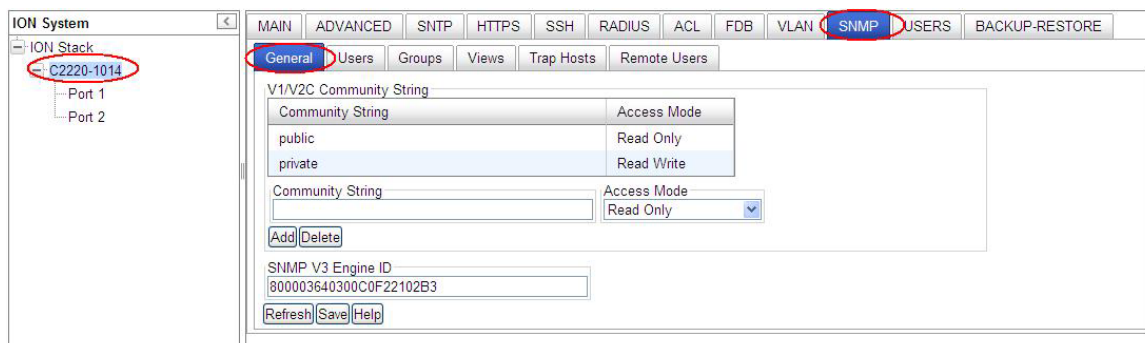 ION System
ION Stack
C2220-1014
Port 1
Port 2
MAIN ADVANCED SNTP HTTPS SSH RADIUS ACL FDB VLAN SNMP USERS BACKUP-RESTORE
General Users Groups Views Trap Hosts Remote Users
V1/V2C Community String
Community String Access Mode
public Read Only
private Read Write
Community String Access Mode
Read Only
Add Delete
SNMP V3 Engine ID
800003640300C0F22102B3
Refresh Save Help